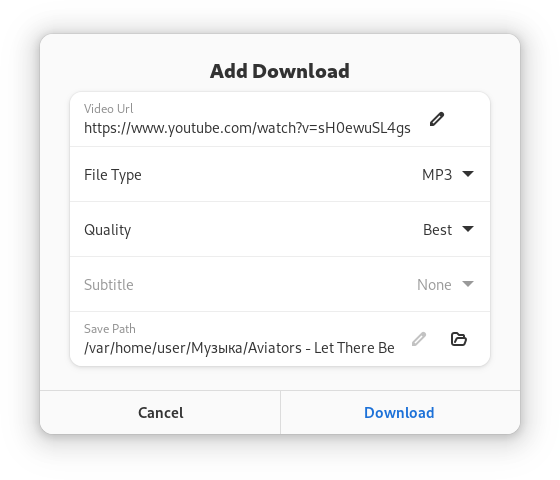 Add Download
Video Url
https://www.youtube.com/watch?v=sH0ewuSL4gs
File Type MP3
Quality Best
Subtitle None
Save Path
/var/home/user/Музыка/Aviators - Let There Be
Cancel Download